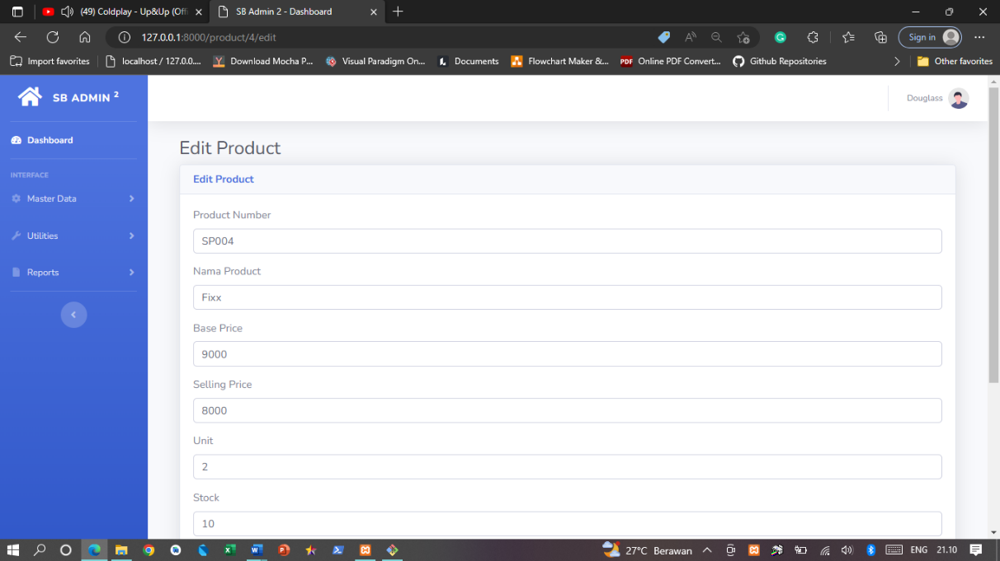 (49) Coldplay - Up&Up (Offi
SB Admin 2 - Dashboard
127.0.0.1:8000/product/4/edit
Sign in
Import favorites
localhost / 127.0.0....
Download Mocha P...
Visual Paradigm On...
Documents
Flowchart Maker &...
PDF
Online PDF Convert...
Github Repositories
Other favorites
SB ADMIN 2
Douglass
Dashboard
INTERFACE
Master Data
Utilities
Reports
Edit Product
Edit Product
Product Number
SP004
Nama Product
Fixx
Base Price
9000
Selling Price
8000
Unit
2
Stock
10
27°C Berawan
ENG
21.10